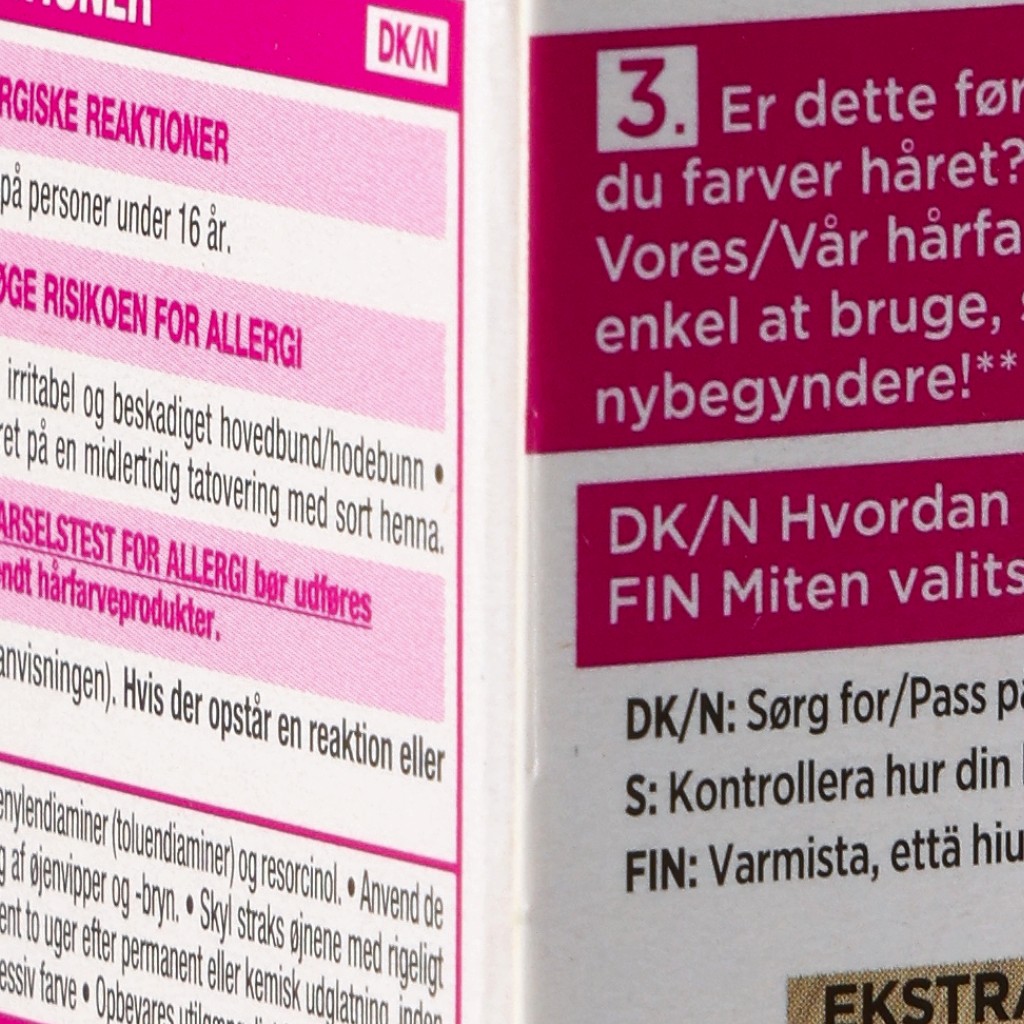 DK/N
RGISKE REAKTIONER
på personer under 16 år.
ØGE RISIKOEN FOR ALLERGI
irritabel og beskadiget hovedbund/hodebunn •
ret på en midlertidig tatovering med sort henna.
ARSELSTEST FOR ALLERGI bør udføres
endt hårfarveprodukter.
anvisningen). Hvis der opstår en reaktion eller
enylendiaminer (toluendiaminer) og resorcinol. • Anvend de
g af øjenvipper og -bryn. • Skyl straks øjnene med rigeligt
ent to uger efter permanent eller kemisk udglatning, inden
essiv farve • Opbevares
3. Er dette før
du farver håret?
Vores/Vår hårfa
enkel at bruge,
nybegyndere!**
DK/N Hvordan
FIN Miten valits
DK/N: Sørg for/Pass på
S: Kontrollera hur din
FIN: Varmista, että hiu
EKSTRA